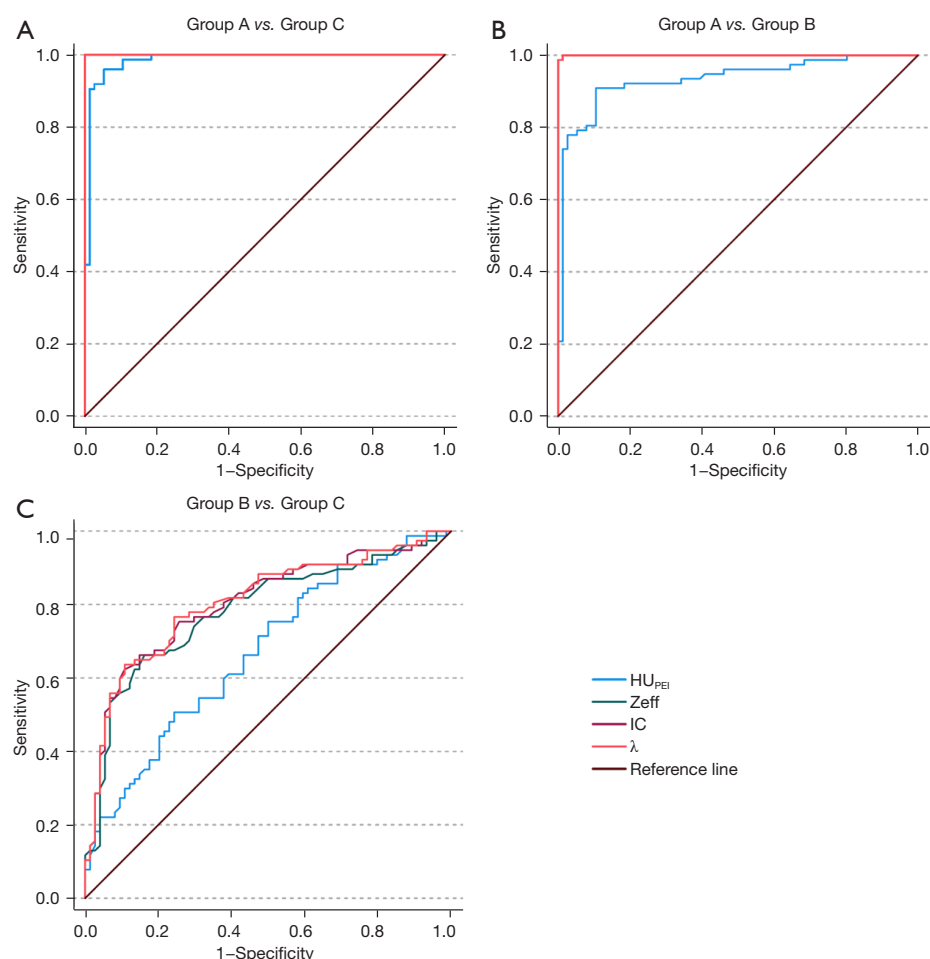 A
Group A vs. Group C
1.0
0.8
0.6
0.4
0.2
0.0
Sensitivity
0.0 0.2 0.4 0.6 0.8 1.0
1–Specificity
B
Group A vs. Group B
1.0
0.8
0.6
0.4
0.2
0.0
Sensitivity
0.0 0.2 0.4 0.6 0.8 1.0
1–Specificity
C
Group B vs. Group C
1.0
0.8
0.6
0.4
0.2
0.0
Sensitivity
0.0 0.2 0.4 0.6 0.8 1.0
1–Specificity
HUPEI
Zeff
IC
λ
Reference line